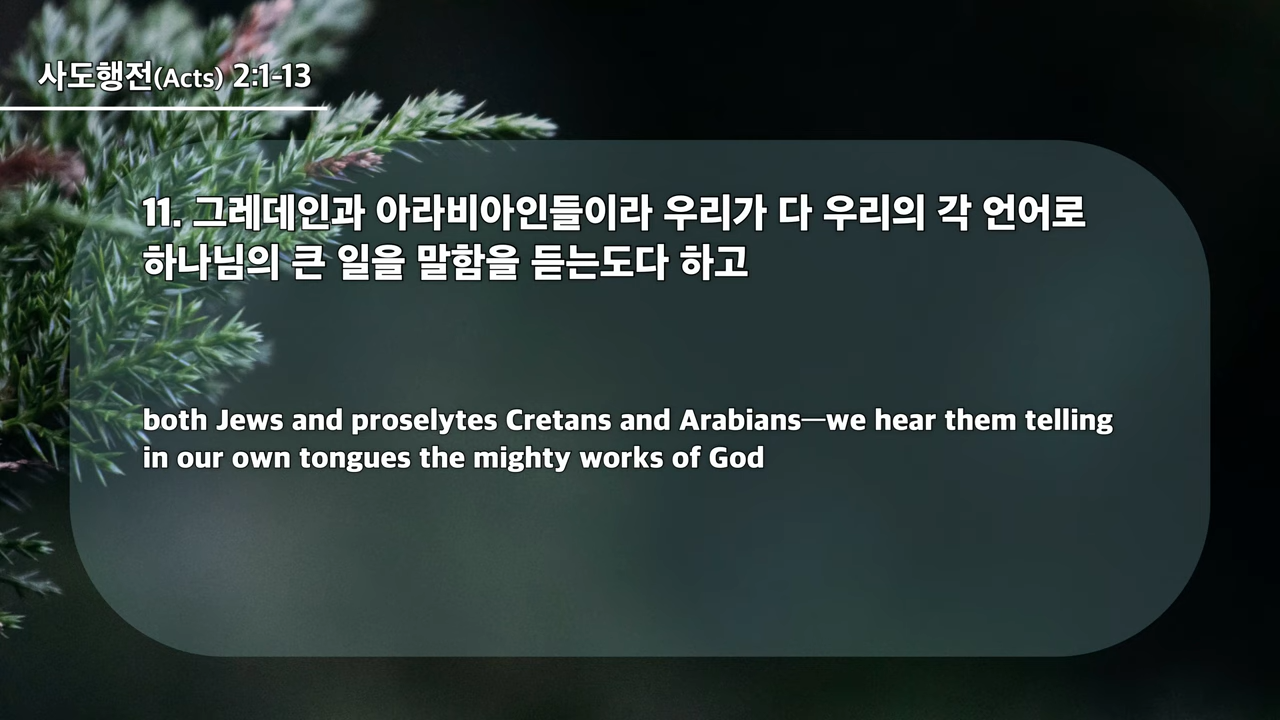 사도행전(Acts) 2:1-13
11. 그레데인과 아라비아인들이라 우리가 다 우리의 각 언어로
하나님의 큰 일을 말함을 듣는도다 하고
both Jews and proselytes Cretans and Arabians—we hear them telling
in our own tongues the mighty works of God